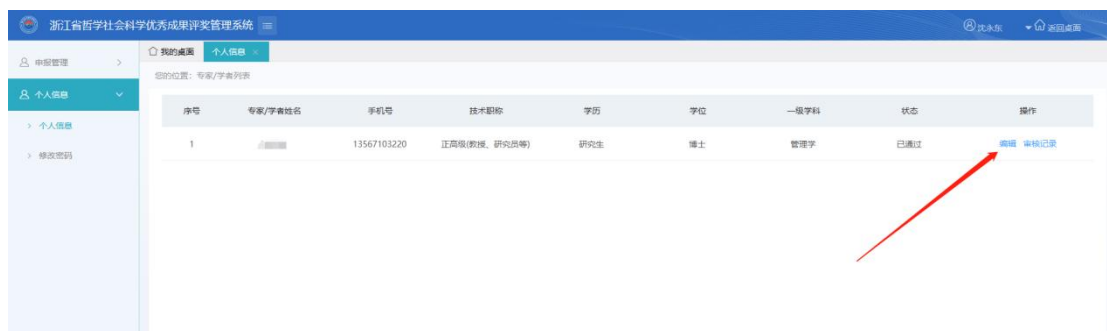 浙江省哲学社会科学优秀成果评奖管理系统
沈永东 返回桌面
申报管理
个人信息
个人信息
修改密码
我的桌面 个人信息 ×
您的位置：专家/学者列表
序号 专家/学者姓名 手机号 技术职称 学历 学位 一级学科 状态 操作
1 13567103220 正高级(教授、研究员等) 研究生 博士 管理学 已通过 编辑 审核记录